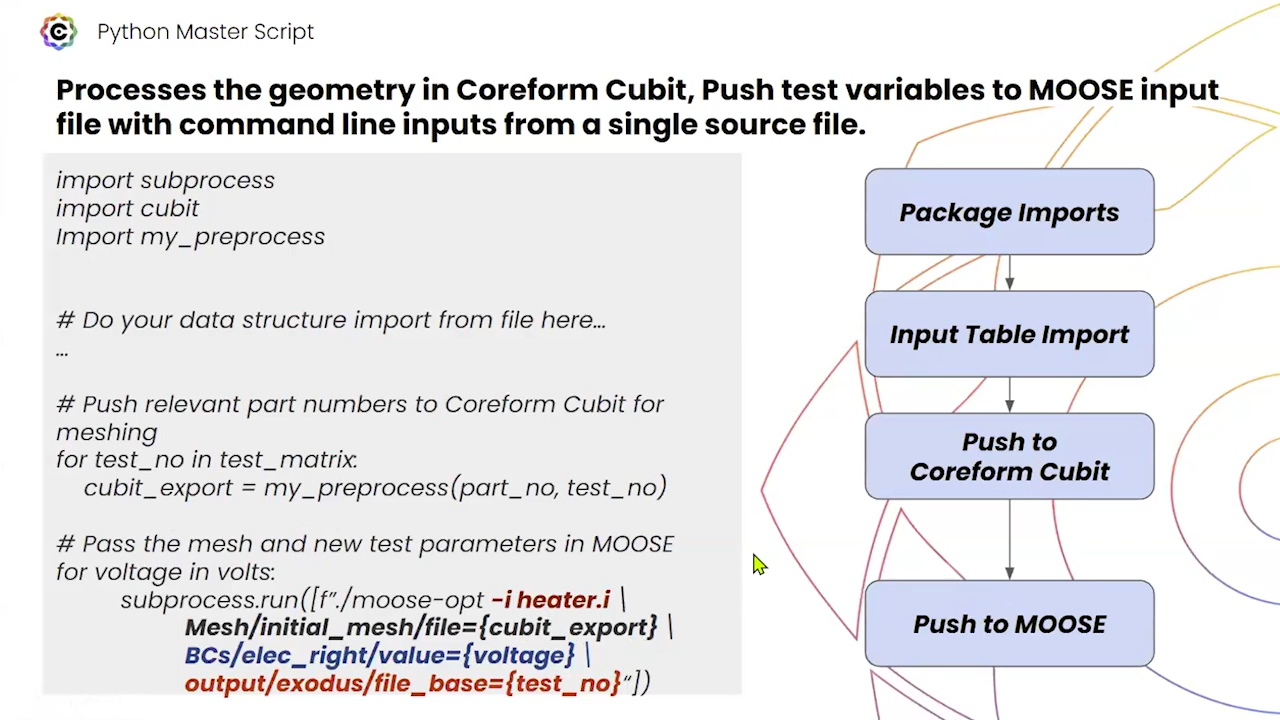 Python Master Script
Processes the geometry in Coreform Cubit, Push test variables to MOOSE input
file with command line inputs from a single source file.
import subprocess
import cubit
Import my_preprocess
# Do your data structure import from file here…
…
# Push relevant part numbers to Coreform Cubit for
meshing
for test_no in test_matrix:
cubit_export = my_preprocess(part_no, test_no)
# Pass the mesh and new test parameters in MOOSE
for voltage in volts:
subprocess.run([f”./moose-opt -i heater.i \
Mesh/initial_mesh/file={cubit_export} \
BCs/elec_right/value={voltage} \
output/exodus/file_base={test_no}“])
Package Imports
Input Table Import
Push to
Coreform Cubit
Push to MOOSE